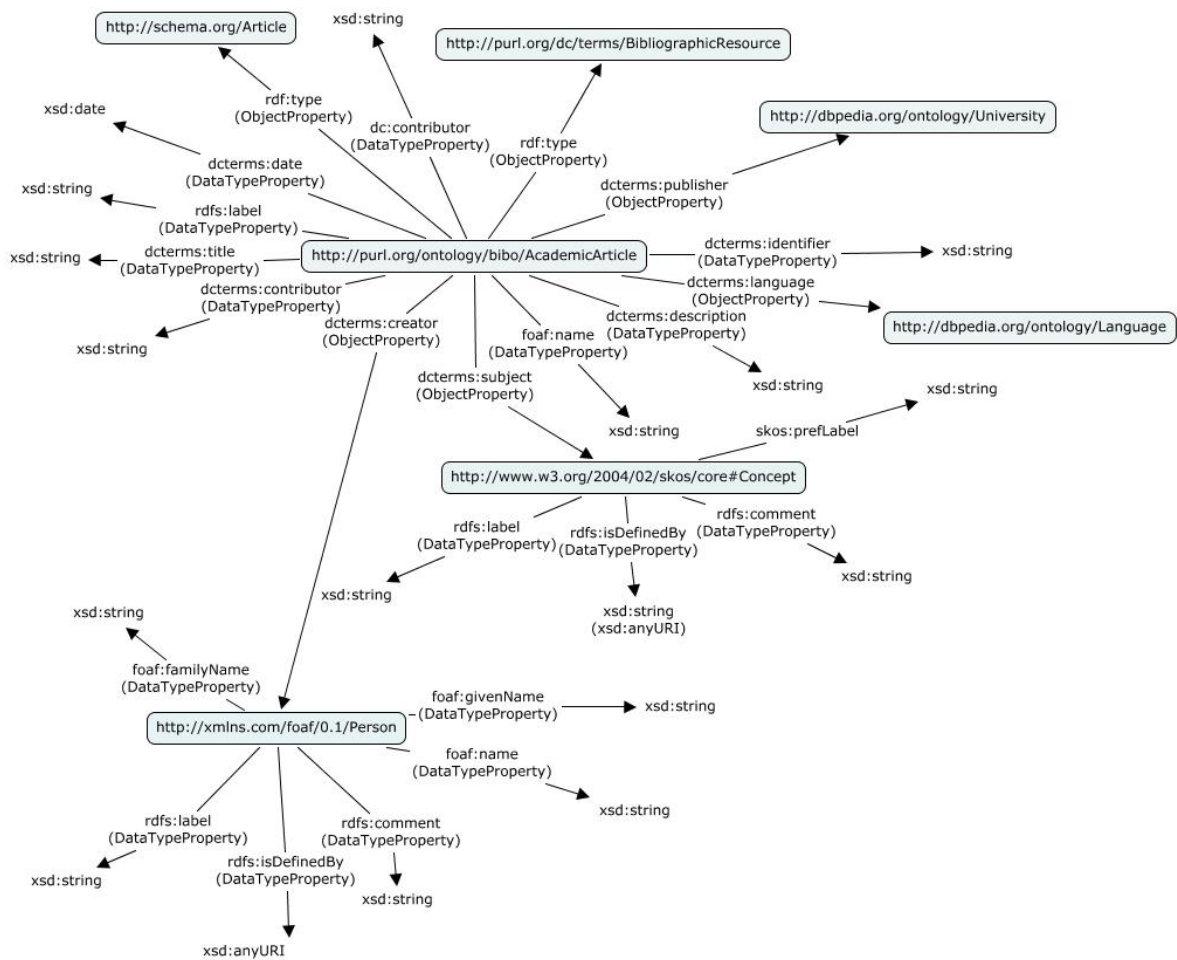 http://schema.org/Article
xsd:string
http://purl.org/dc/terms/BibliographicResource
rdf:type
(ObjectProperty)
xsd:date
dc:contributor
(DataTypeProperty)
http://dbpedia.org/ontology/University
rdf:type
(ObjectProperty)
dcterms:date
(DataTypeProperty)
dcterms:publisher
(ObjectProperty)
xsd:string
rdfs:label
(DataTypeProperty)
xsd:string
dcterms:title
(DataTypeProperty)
http://purl.org/ontology/bibo/AcademicArticle
dcterms:identifier
(DataTypeProperty)
xsd:string
dcterms:contributor
(DataTypeProperty)
dcterms:language
(ObjectProperty)
http://dbpedia.org/ontology/Language
dcterms:creator
(ObjectProperty)
foaf:name
(DataTypeProperty)
dcterms:description
(DataTypeProperty)
xsd:string
dcterms:subject
(ObjectProperty)
xsd:string
xsd:string
xsd:string
skos:prefLabel
http://www.w3.org/2004/02/skos/core#Concept
rdfs:label
(DataTypeProperty)
rdfs:isDefinedBy
(DataTypeProperty)
rdfs:comment
(DataTypeProperty)
xsd:string
xsd:string
xsd:string
(xsd:anyURI)
xsd:string
foaf:familyName
(DataTypeProperty)
foaf:givenName
(DataTypeProperty)
xsd:string
http://xmlns.com/foaf/0.1/Person
foaf:name
(DataTypeProperty)
xsd:string
rdfs:label
(DataTypeProperty)
rdfs:comment
(DataTypeProperty)
rdfs:isDefinedBy
(DataTypeProperty)
xsd:string
xsd:string
xsd:anyURI